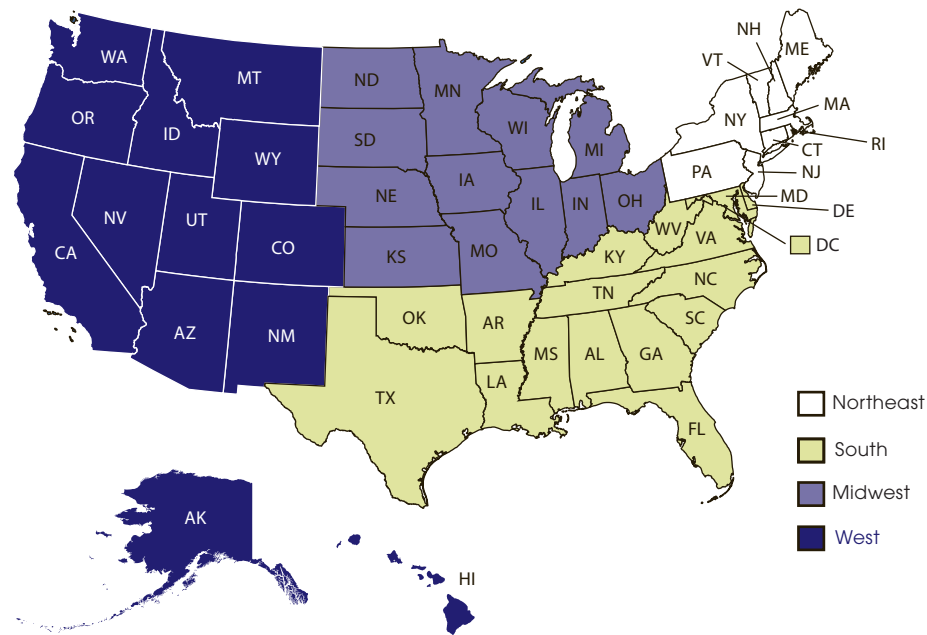 NH
ME
VT
WA
MT
ND
MN
MA
OR
NY
ID
SD
WI
RI
MI
CT
WY
PA
NJ
IA
NE
MD
OH
IL
IN
DE
NV
UT
WV
VA
CO
MO
DC
CA
KS
KY
NC
TN
OK
AR
SC
AZ
NM
MS
AL
GA
LA
TX
Northeast
FL
South
Midwest
AK
West
HI